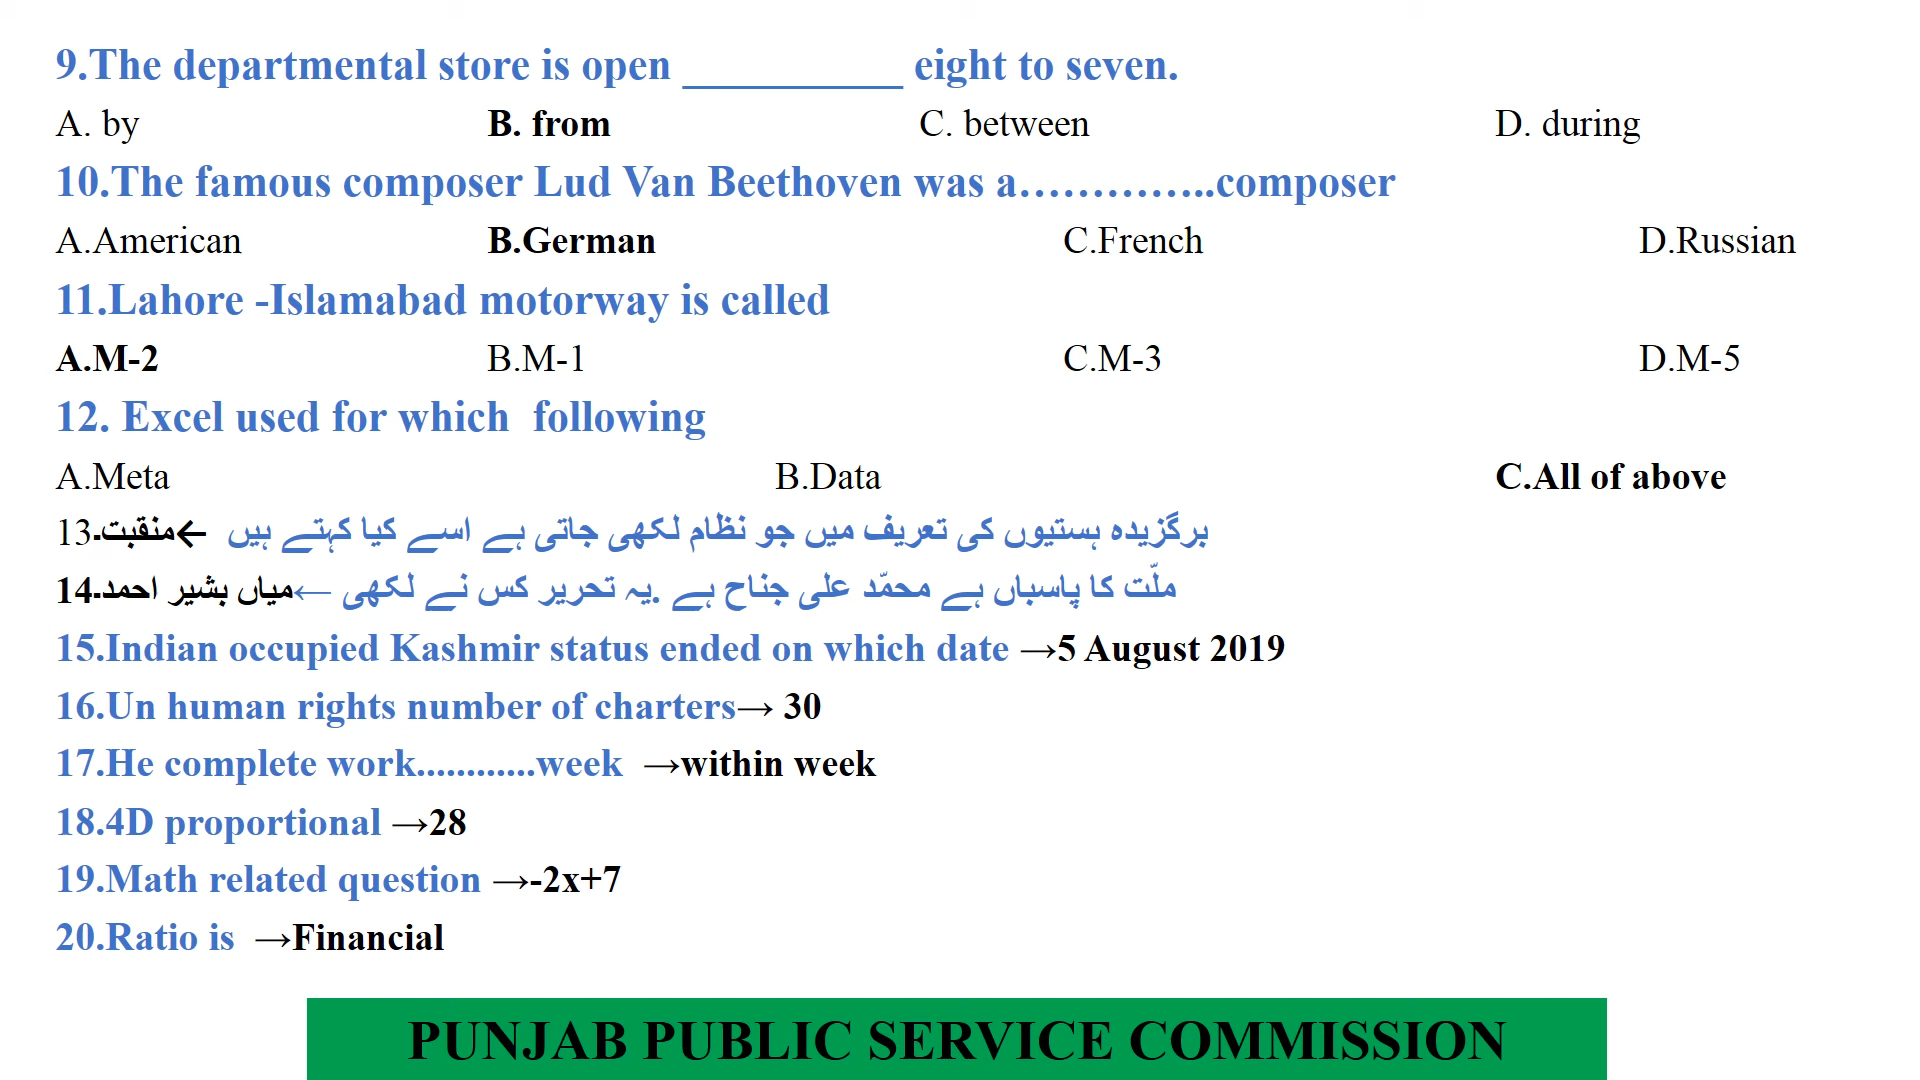 9.The departmental store is open __________ eight to seven.
A. by B. from C. between D. during
10.The famous composer Lud Van Beethoven was a…………..composer
A.American B.German C.French D.Russian
11.Lahore -Islamabad motorway is called
A.M-2 B.M-1 C.M-3 D.M-5
12. Excel used for which following
A.Meta B.Data C.All of above
13۔برگزیدہ ہستیوں کی تعریف میں جو نظام لکھی جاتی ہے اسے کیا کہتے ہیں ←منقبت
14۔ملّت کا پاسباں ہے محمّد علی جناح ہے .یہ تحریر کس نے لکھی ←میاں بشیر احمد
15.Indian occupied Kashmir status ended on which date →5 August 2019
16.Un human rights number of charters→ 30
17.He complete work............week →within week
18.4D proportional →28
19.Math related question →-2x+7
20.Ratio is →Financial
PUNJAB PUBLIC SERVICE COMMISSION